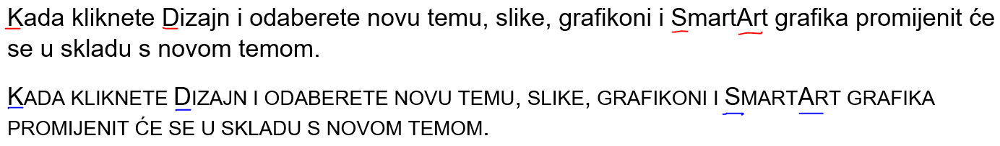 Kada kliknete Dizajn i odaberete novu temu, slike, grafikoni i SmartArt grafika promijenit će
se u skladu s novom temom.
KADA KLIKNETE DIZAJN I ODABERETE NOVU TEMU, SLIKE, GRAFIKONI I SMARTART GRAFIKA
PROMIJENIT ĆE SE U SKLADU S NOVOM TEMOM.